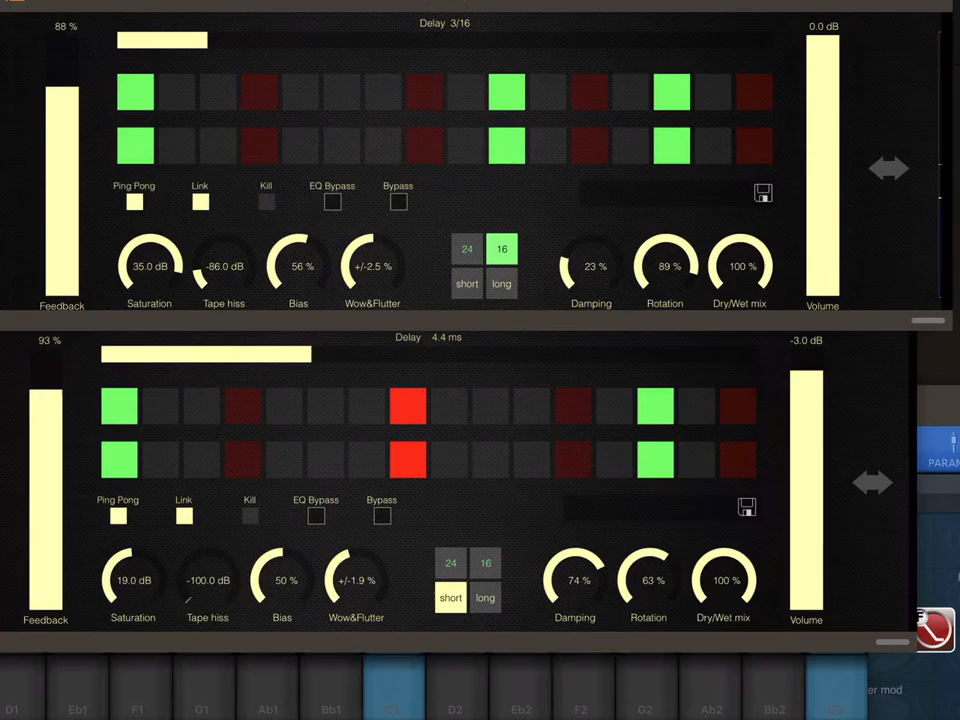 88 %
Delay 3/16
0.0 dB
Ping Pong Link Kill EQ Bypass Bypass
24 16
35.0 dB -86.0 dB 56 % +/-2.5 % 23 % 89 % 100 %
short long
Feedback Saturation Tape hiss Bias Wow&Flutter Damping Rotation Dry/Wet mix Volume
93 %
Delay 4.4 ms
-3.0 dB
Ping Pong Link Kill EQ Bypass Bypass
PARAN
24 16
19.0 dB -100.0 dB 50 % +/-1.9 % 74 % 63 % 100 %
short long
Feedback Saturation Tape hiss Bias Wow&Flutter Damping Rotation Dry/Wet mix Volume
er mod
D1 Eb1 F1 G1 Ab1 Bb1 C2 D2 Eb2 F2 G2 Ab2 Bb2 C3